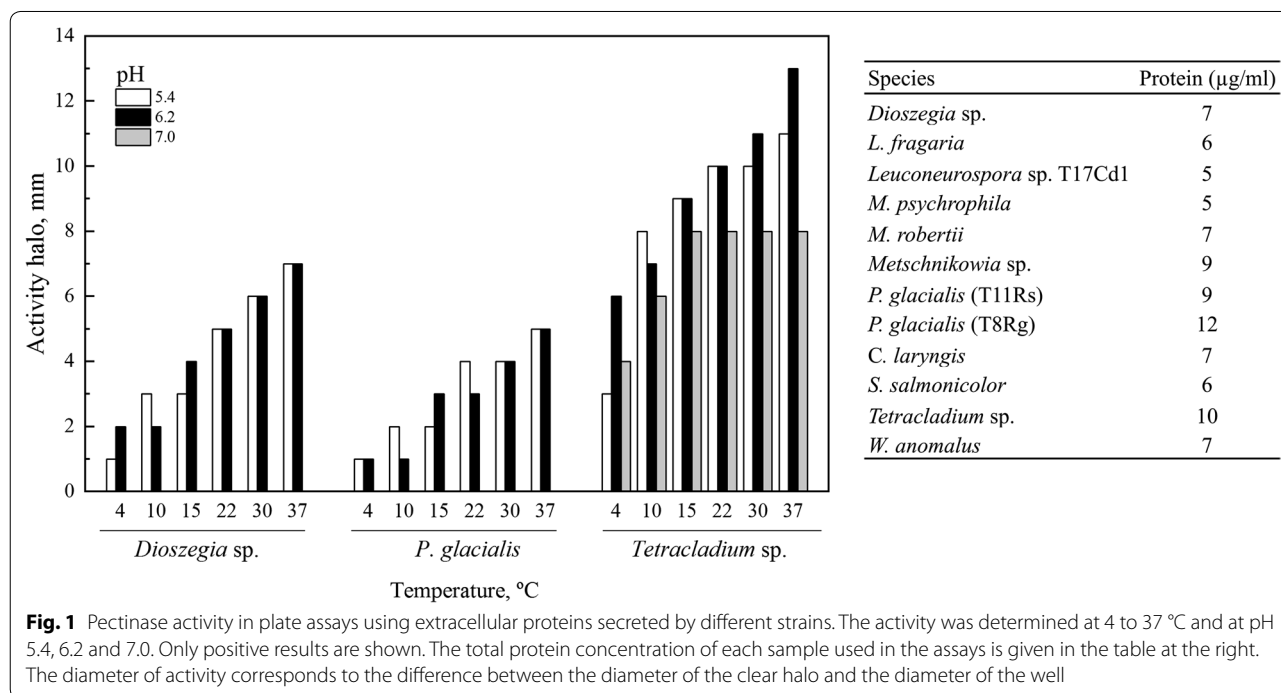 14
12
10
8
6
4
2
0
Activity halo, mm
pH
5.4
6.2
7.0
4 10 15 22 30 37 4 10 15 22 30 37 4 10 15 22 30 37
Dioszegia sp. P. glacialis Tetracladium sp.
Temperature, ºC
Species Protein (µg/ml)
Dioszegia sp. 7
L. fragaria 6
Leuconeurospora sp. T17Cd1 5
M. psychrophila 5
M. robertii 7
Metschnikowia sp. 9
P. glacialis (T11Rs) 9
P. glacialis (T8Rg) 12
C. laryngis 7
S. salmonicolor 6
Tetracladium sp. 10
W. anomalus 7
Fig. 1 Pectinase activity in plate assays using extracellular proteins secreted by different strains. The activity was determined at 4 to 37 °C and at pH
5.4, 6.2 and 7.0. Only positive results are shown. The total protein concentration of each sample used in the assays is given in the table at the right.
The diameter of activity corresponds to the difference between the diameter of the clear halo and the diameter of the well